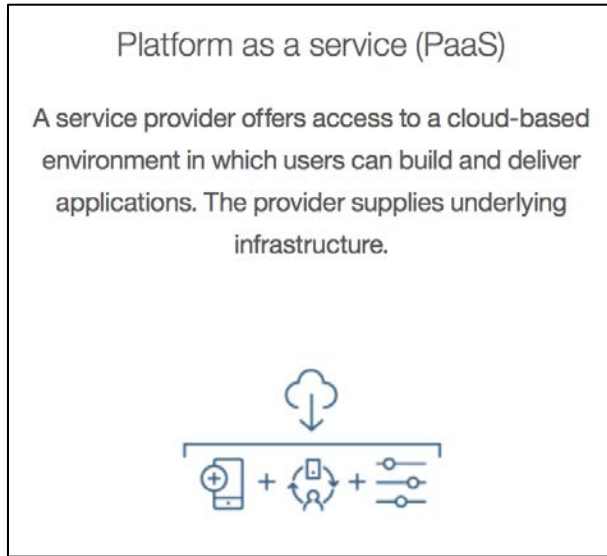 Platform as a service (PaaS)
A service provider offers access to a cloud-based
environment in which users can build and deliver
applications. The provider supplies underlying
infrastructure.